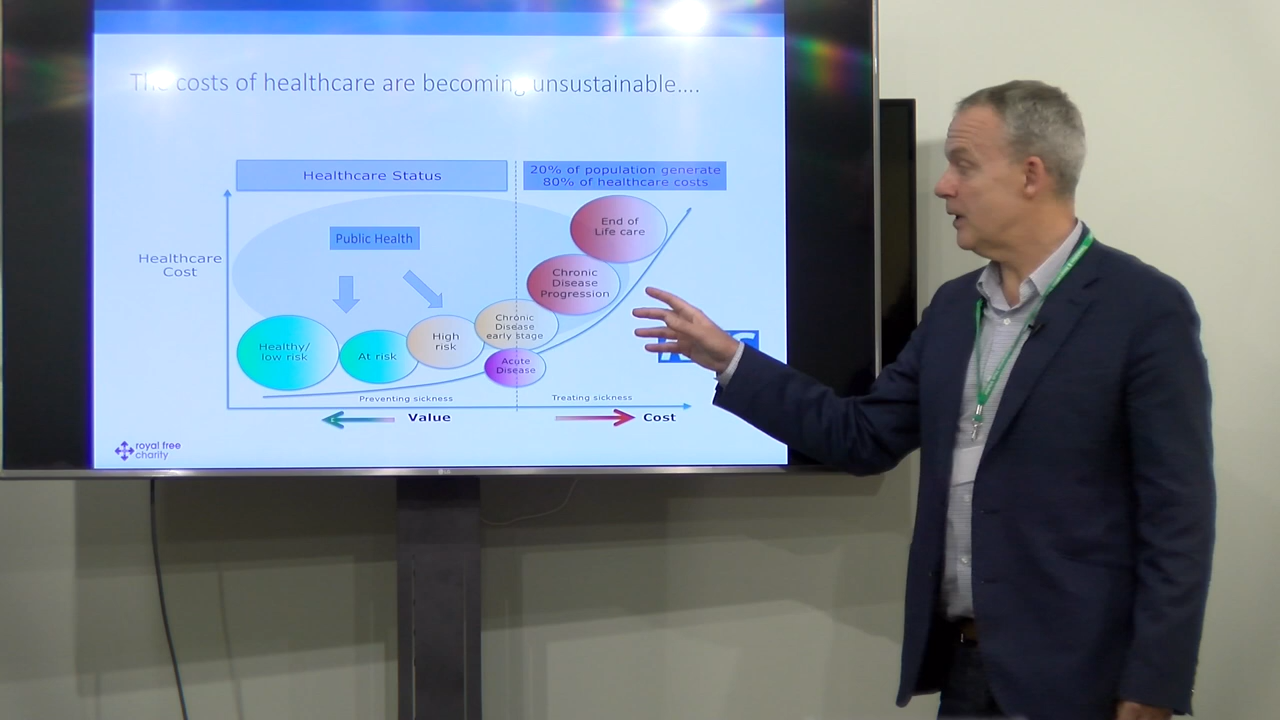 The costs of healthcare are becoming unsustainable....
Healthcare Status
20% of population generate
80% of healthcare costs
Public Health
Healthcare
Cost
End of
Life care
Chronic
Disease
Progression
Chronic
Disease
early stage
High
risk
Healthy/
low risk
At risk
Acute
Disease
Preventing sickness
Treating sickness
Value
Cost
royal free
charity
LG